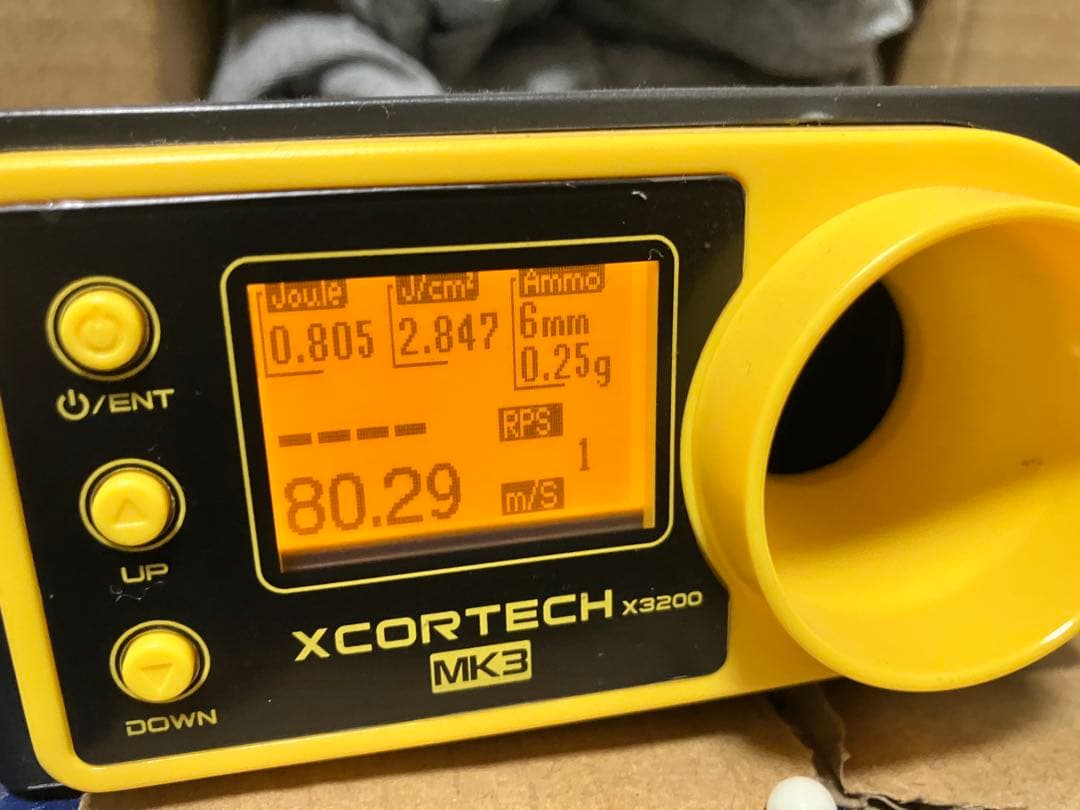 Joule J/cm² Ammo
0.805 2.847 6mm
0.25g
---- RPS
1
80.29 m/S
⏻/ENT
UP
DOWN
XCORTECH X3200
MK3